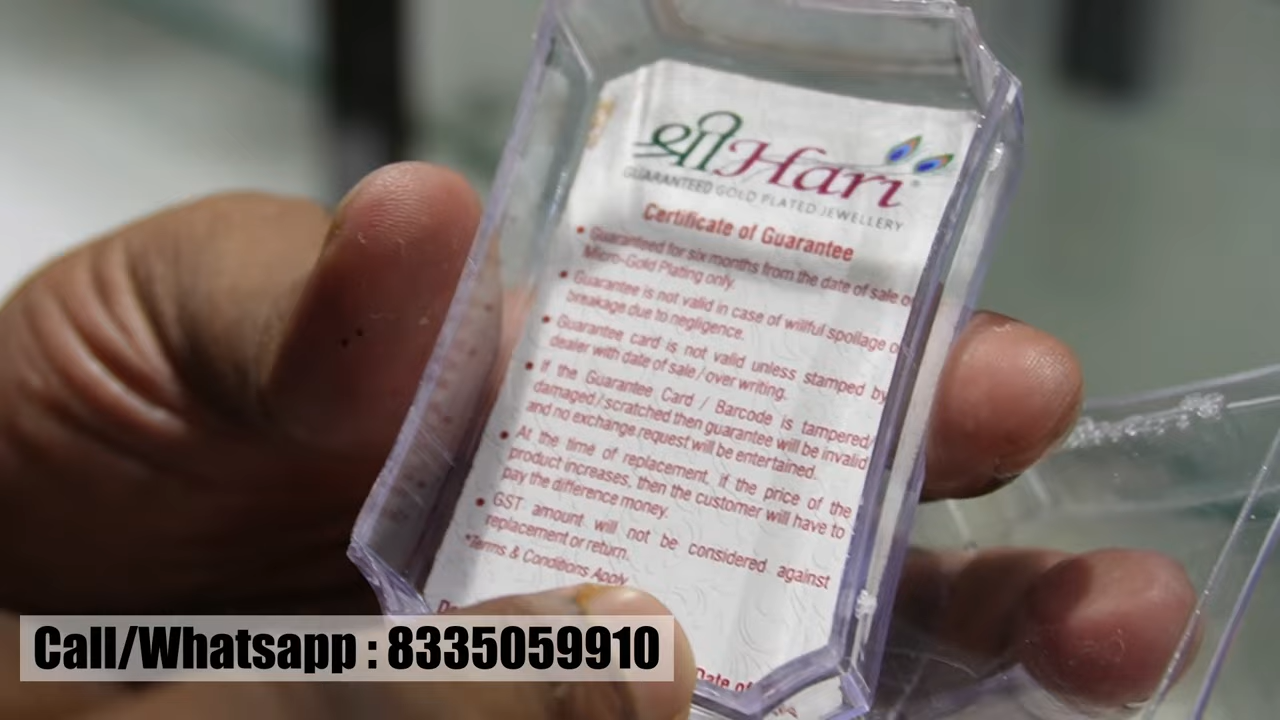 श्रीHari
GUARANTEED GOLD PLATED JEWELLERY
Certificate of Guarantee
• Guaranteed for six months from the date of sale
Micro-Gold Plating only.
• Guarantee is not valid in case of willful spoilage
breakage due to negligence.
• Guarantee card is not valid unless stamped by
dealer with date of sale / over writing.
• If the Guarantee Card / Barcode is tampered/
damaged/scratched then guarantee will be invalid
and no exchange request will be entertained.
• At the time of replacement, if the price of the
product increases, then the customer will have to
pay the difference money.
• GST amount will not be considered against
replacement or return.
*Terms & Conditions Apply
Date of
Call/Whatsapp : 8335059910